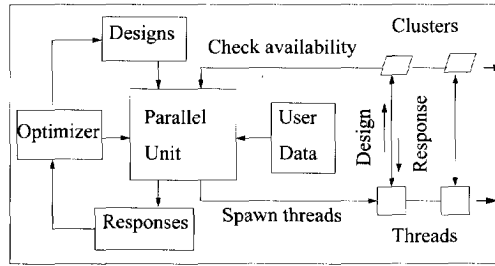 Designs
Clusters
Check availability
Optimizer
Parallel
Unit
User
Data
Design
Response
Responses
Spawn threads
Threads